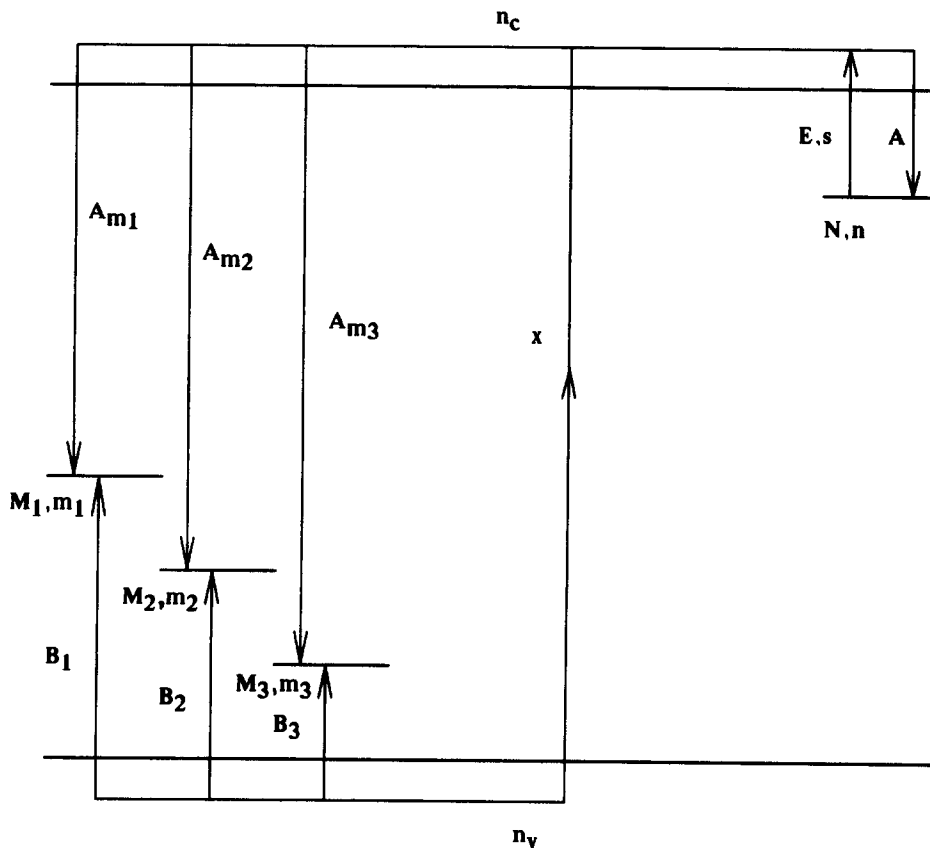 n_c
E,s
A
A_m1
N,n
A_m2
A_m3
x
M_1,m_1
M_2,m_2
B_1
M_3,m_3
B_2
B_3
n_v